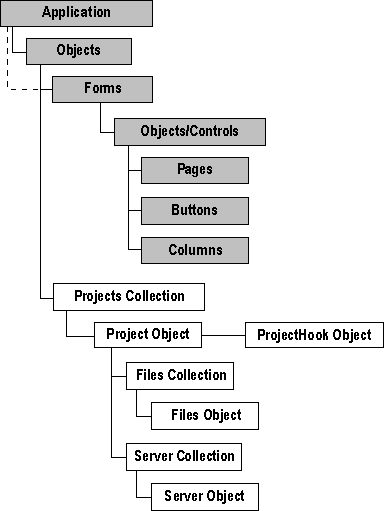 Application
Objects
Forms
Objects/Controls
Pages
Buttons
Columns
Projects Collection
Project Object
ProjectHook Object
Files Collection
Files Object
Server Collection
Server Object